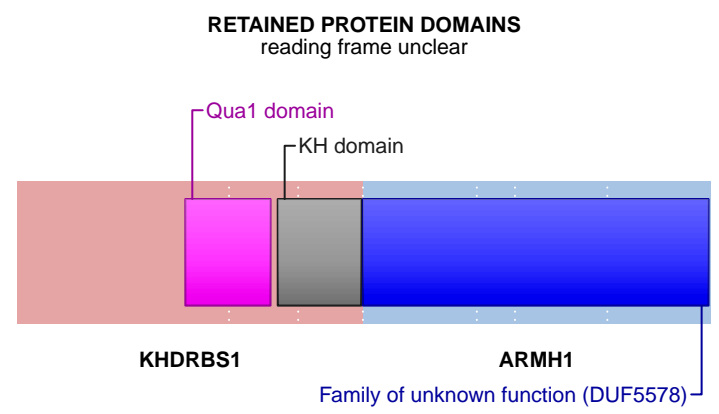 RETAINED PROTEIN DOMAINS
reading frame unclear
Qua1 domain
KH domain
KHDRBS1
ARMH1
Family of unknown function (DUF5578)